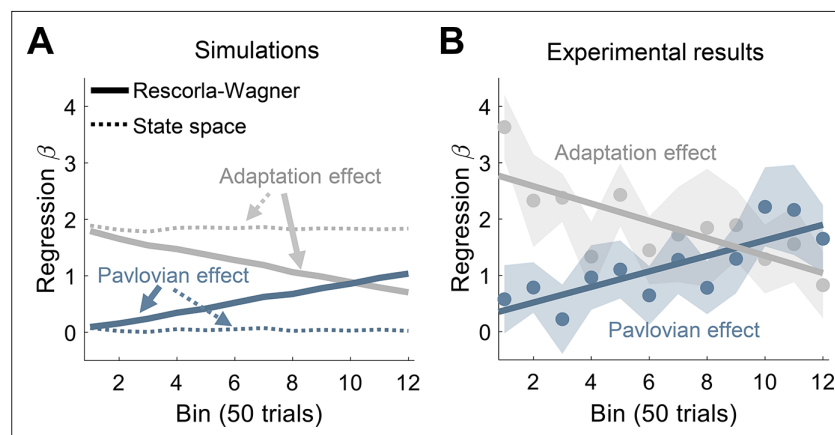 A
Simulations
Regression β
4
3
2
1
0
Rescorla-Wagner
State space
Adaptation effect
Pavlovian effect
2 4 6 8 10 12
Bin (50 trials)
B
Experimental results
Regression β
4
3
2
1
0
Adaptation effect
Pavlovian effect
2 4 6 8 10 12
Bin (50 trials)